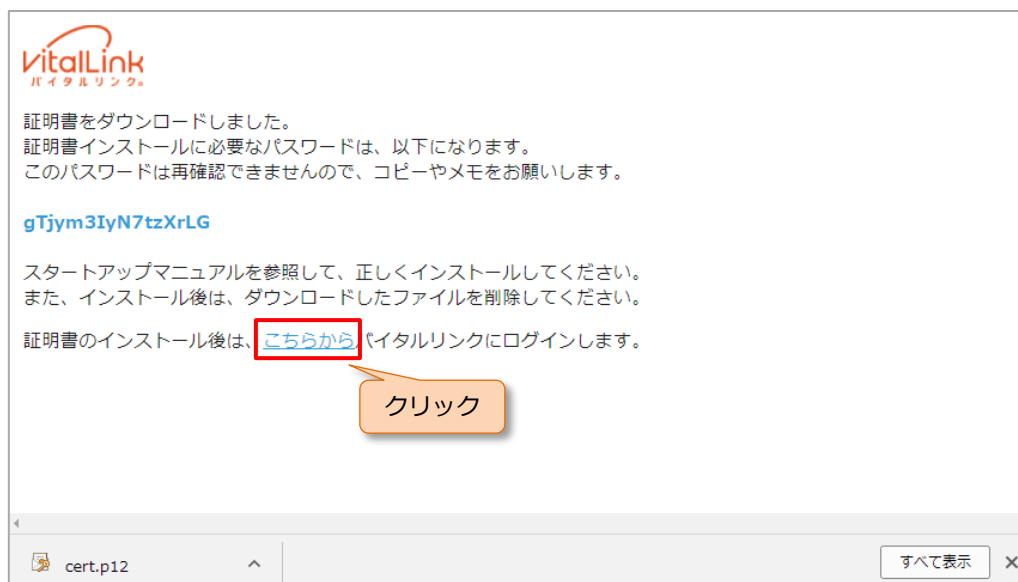 VitalLink
バイタルリンク®
証明書をダウンロードしました。
証明書インストールに必要なパスワードは、以下になります。
このパスワードは再確認できませんので、コピーやメモをお願いします。
gTjym3IyN7tzXrLG
スタートアップマニュアルを参照して、正しくインストールしてください。
また、インストール後は、ダウンロードしたファイルを削除してください。
証明書のインストール後は、こちらからバイタルリンクにログインします。
クリック
cert.p12
すべて表示